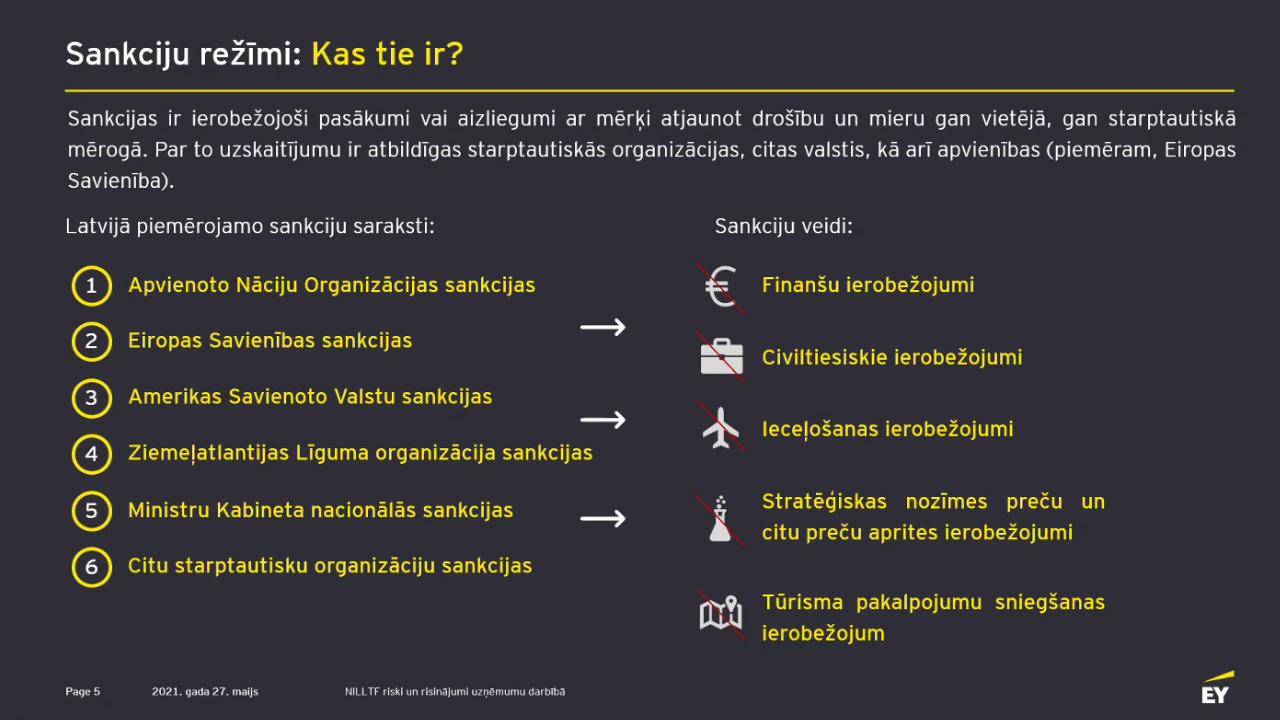 Sankciju režīmi: Kas tie ir?
Sankcijas ir ierobežojoši pasākumi vai aizliegumi ar mērķi atjaunot drošību un mieru gan vietējā, gan starptautiskā
mērogā. Par to uzskaitījumu ir atbildīgas starptautiskās organizācijas, citas valstis, kā arī apvienības (piemēram, Eiropas
Savienība).
Latvijā piemērojamo sankciju saraksti:
1 Apvienoto Nāciju Organizācijas sankcijas
2 Eiropas Savienības sankcijas
3 Amerikas Savienoto Valstu sankcijas
4 Ziemeļatlantijas Līguma organizācija sankcijas
5 Ministru Kabineta nacionālās sankcijas
6 Citu starptautisku organizāciju sankcijas
Sankciju veidi:
Finanšu ierobežojumi
Civiltiesiskie ierobežojumi
Ieceļošanas ierobežojumi
Stratēģiskas nozīmes preču un
citu preču aprites ierobežojumi
Tūrisma pakalpojumu sniegšanas
ierobežojum
Page 5 2021. gada 27. maijs NILLTF riski un risinājumi uzņēmumu darbībā
EY